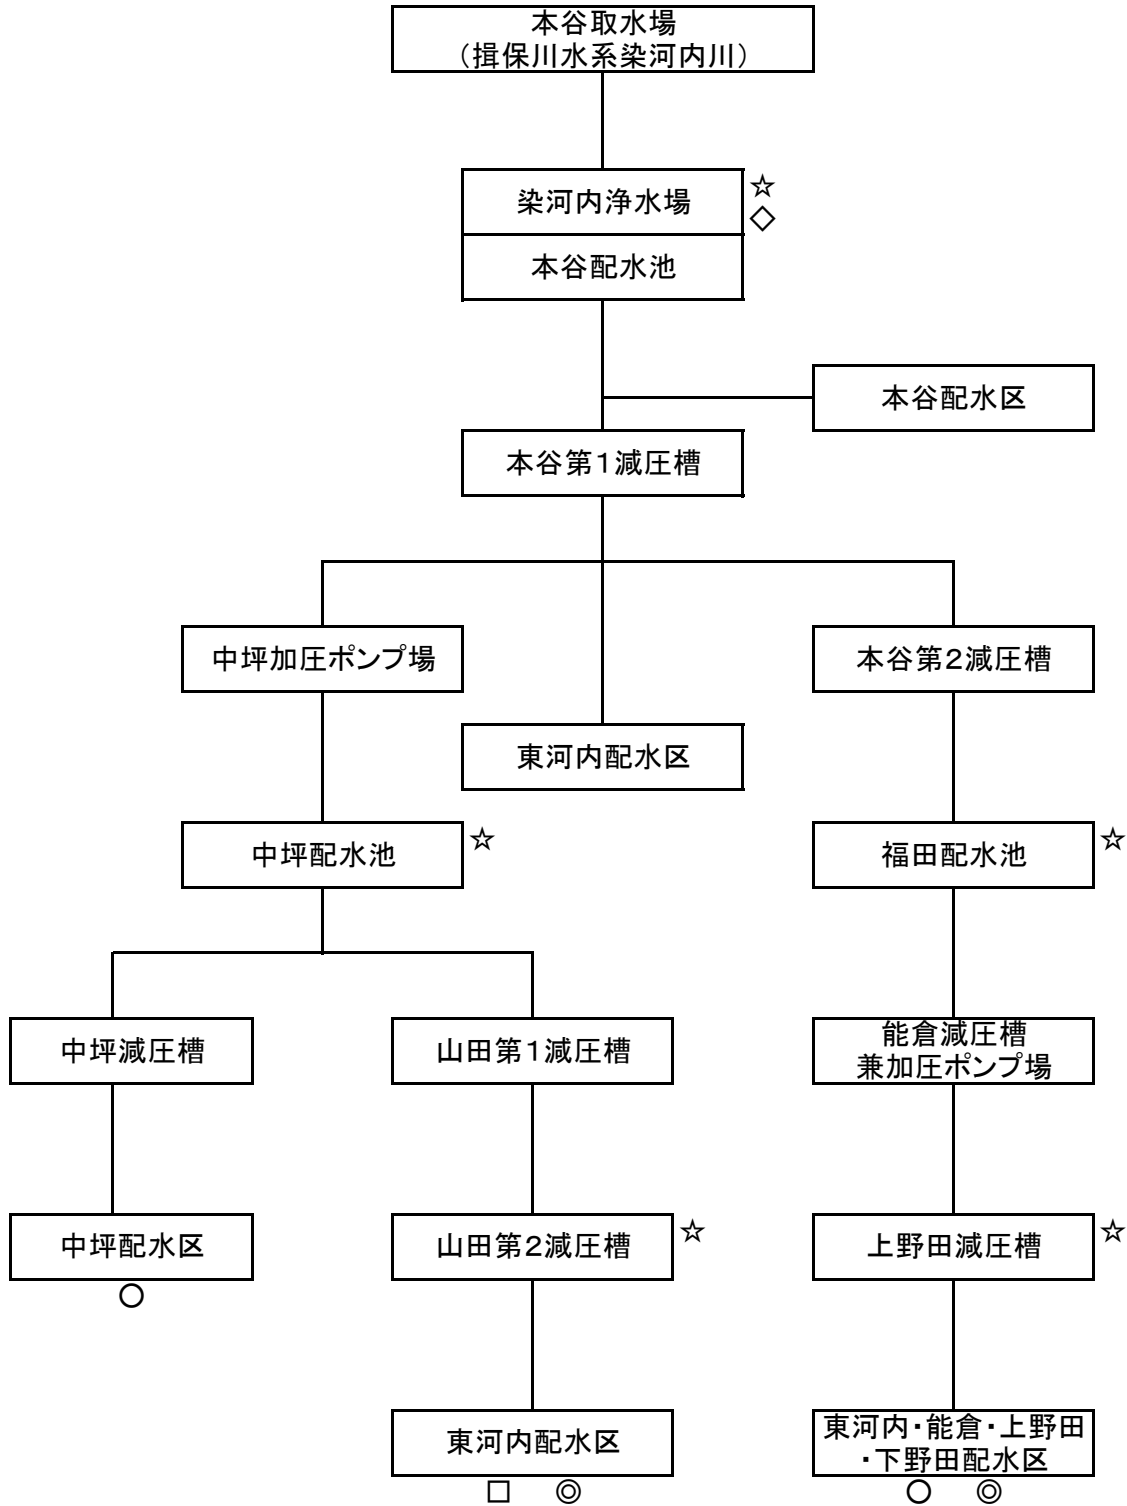 本谷取水場
（揖保川水系染河内川）
染河内浄水場
☆
◇
本谷配水池
本谷配水区
本谷第1減圧槽
中坪加圧ポンプ場
本谷第2減圧槽
東河内配水区
中坪配水池
☆
福田配水池
☆
中坪減圧槽
山田第1減圧槽
能倉減圧槽
兼加圧ポンプ場
中坪配水区
○
山田第2減圧槽
☆
上野田減圧槽
☆
東河内配水区
□ ◎
東河内・能倉・上野田
・下野田配水区
○ ◎